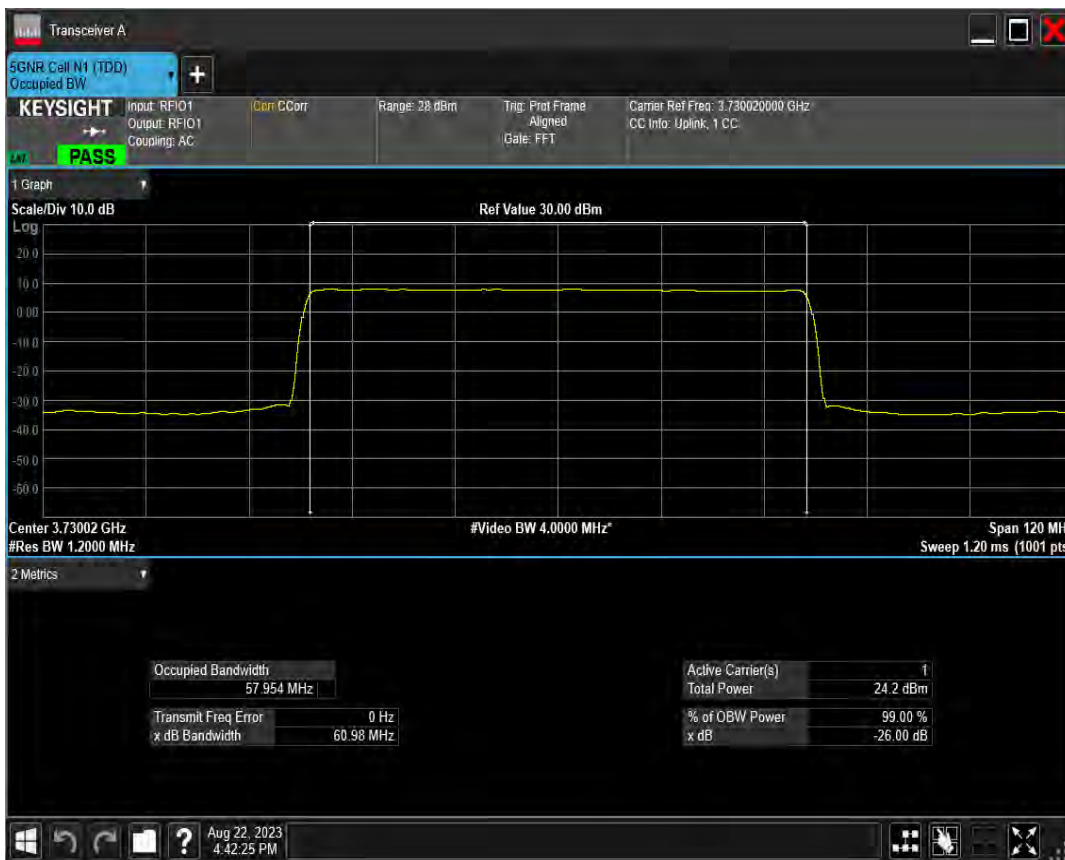 Transceiver A
5GNR Cell N1 (TDD)
Occupied BW
+
KEYSIGHT
Input: RFIO1
Output: RFIO1
Coupling: AC
Corr CCorr
Range: 28 dBm
Trig: Prot Frame
Aligned
Gate: FFT
Carrier Ref Freq: 3.730020000 GHz
CC Info: Uplink, 1 CC
PASS
1 Graph
Scale/Div 10.0 dB
Ref Value 30.00 dBm
Log
20.0
10.0
0.00
-10.0
-20.0
-30.0
-40.0
-50.0
-60.0
Center 3.73002 GHz
#Video BW 4.0000 MHz*
Span 120 MH
#Res BW 1.2000 MHz
Sweep 1.20 ms (1001 pts
2 Metrics
Occupied Bandwidth
57.954 MHz
Transmit Freq Error 0 Hz
x dB Bandwidth 60.98 MHz
Active Carrier(s) 1
Total Power 24.2 dBm
% of OBW Power 99.00 %
x dB -26.00 dB
?
Aug 22, 2023
4:42:25 PM